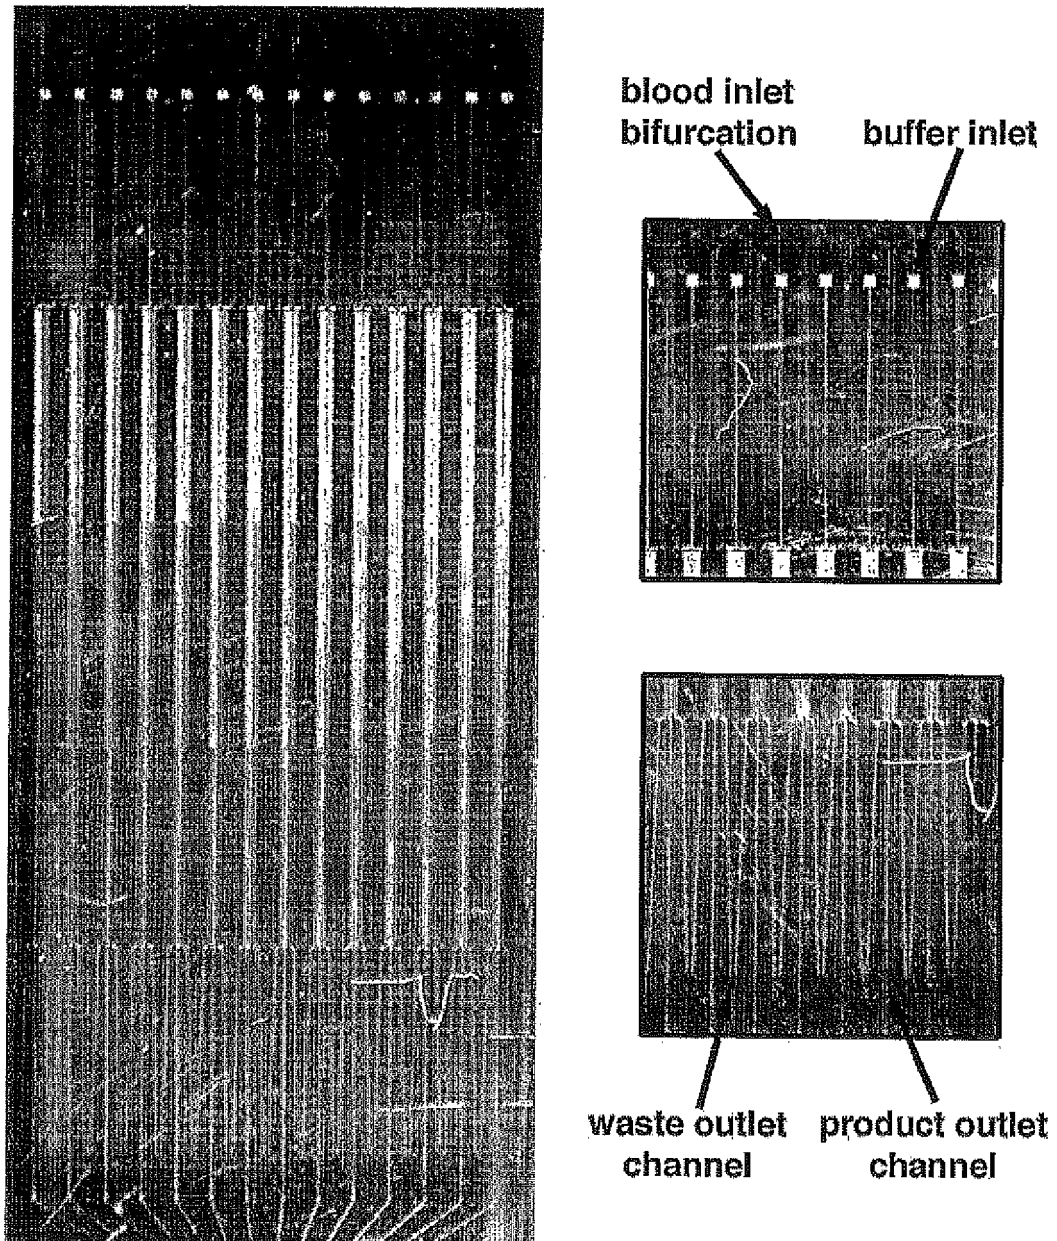 blood inlet
bifurcation
buffer inlet
waste outlet
channel
product outlet
channel